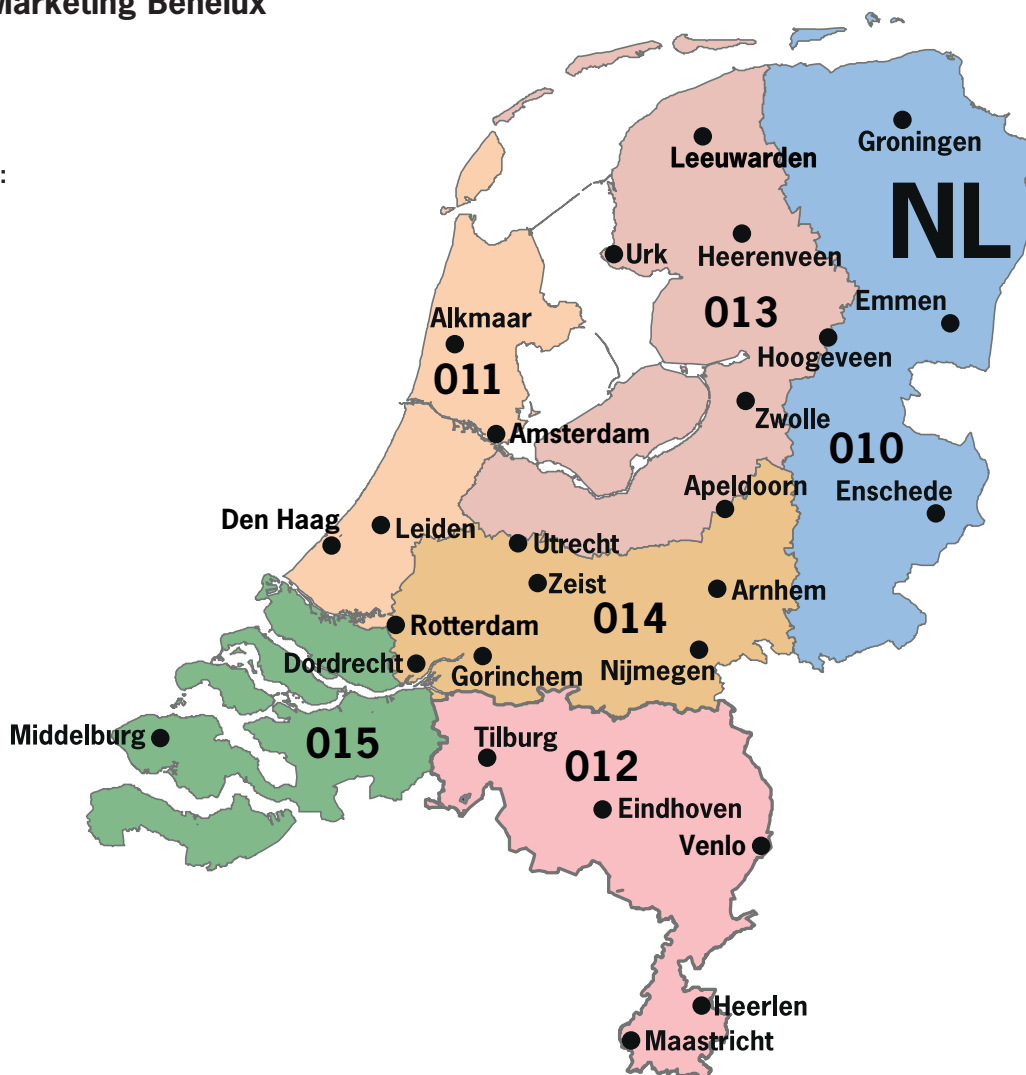 Marketing Benelux
:
Groningen
Leeuwarden
NL
Urk
Heerenveen
Emmen
013
Alkmaar
Hoogeveen
011
Zwolle
Amsterdam
010
Apeldoorn
Enschede
Den Haag
Leiden
Utrecht
Zeist
Arnhem
014
Rotterdam
Dordrecht
Gorinchem
Nijmegen
Middelburg
015
Tilburg
012
Eindhoven
Venlo
Heerlen
Maastricht